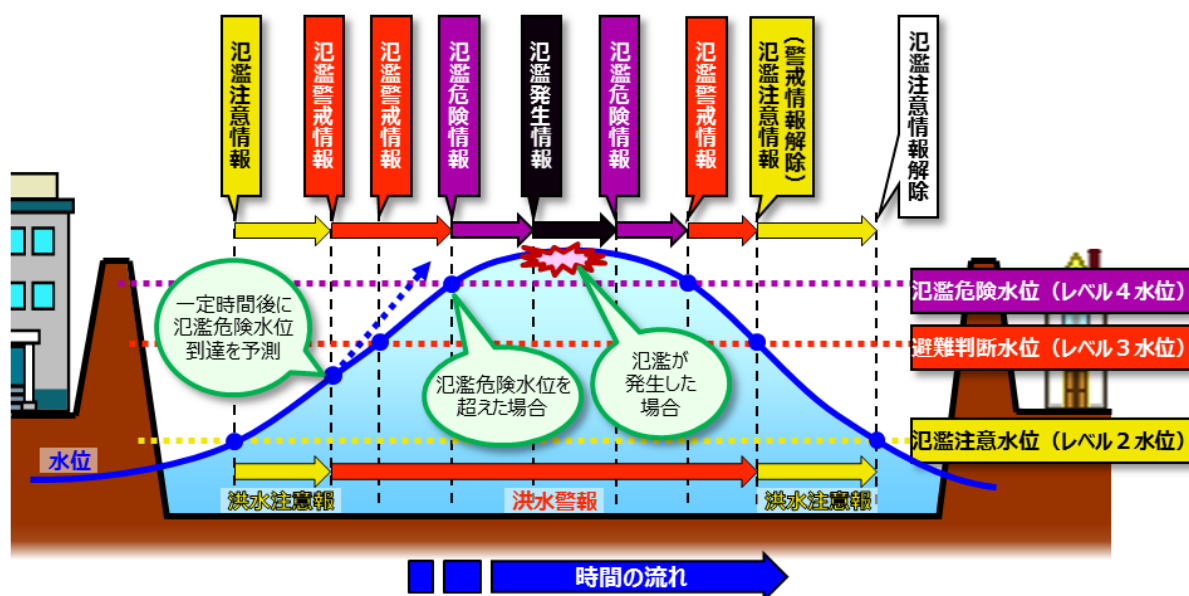 氾濫注意情報
氾濫警戒情報
氾濫警戒情報
氾濫危険情報
氾濫発生情報
氾濫危険情報
氾濫警戒情報
(警戒情報解除)
氾濫注意情報
氾濫注意情報解除
一定時間後に
氾濫危険水位
到達を予測
氾濫危険水位を
超えた場合
氾濫が
発生した
場合
氾濫危険水位（レベル４水位）
避難判断水位（レベル３水位）
氾濫注意水位（レベル２水位）
水位
洪水注意報
洪水警報
洪水注意報
時間の流れ